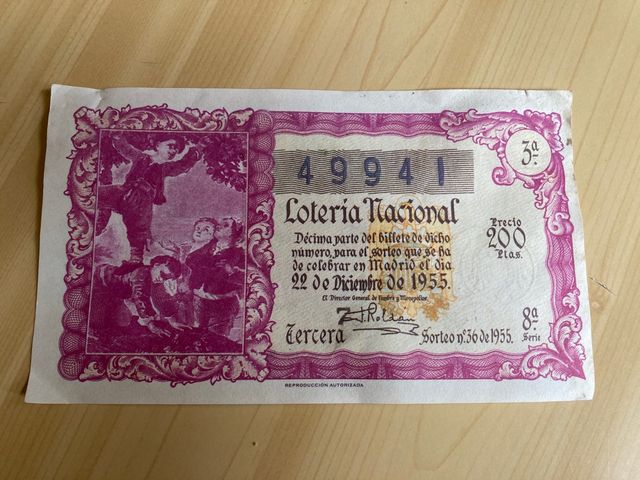 49941
3ª
Lotería Nacional
Décima parte del billete de dicho
número, para el sorteo que se ha
de celebrar en Madrid el día
22 de Diciembre de 1955.
Precio
200
Ptas.
El Director General de Timbre y Monopolios,
Tercera
Sorteo nº 36 de 1955.
8ª
Serie
REPRODUCCIÓN AUTORIZADA